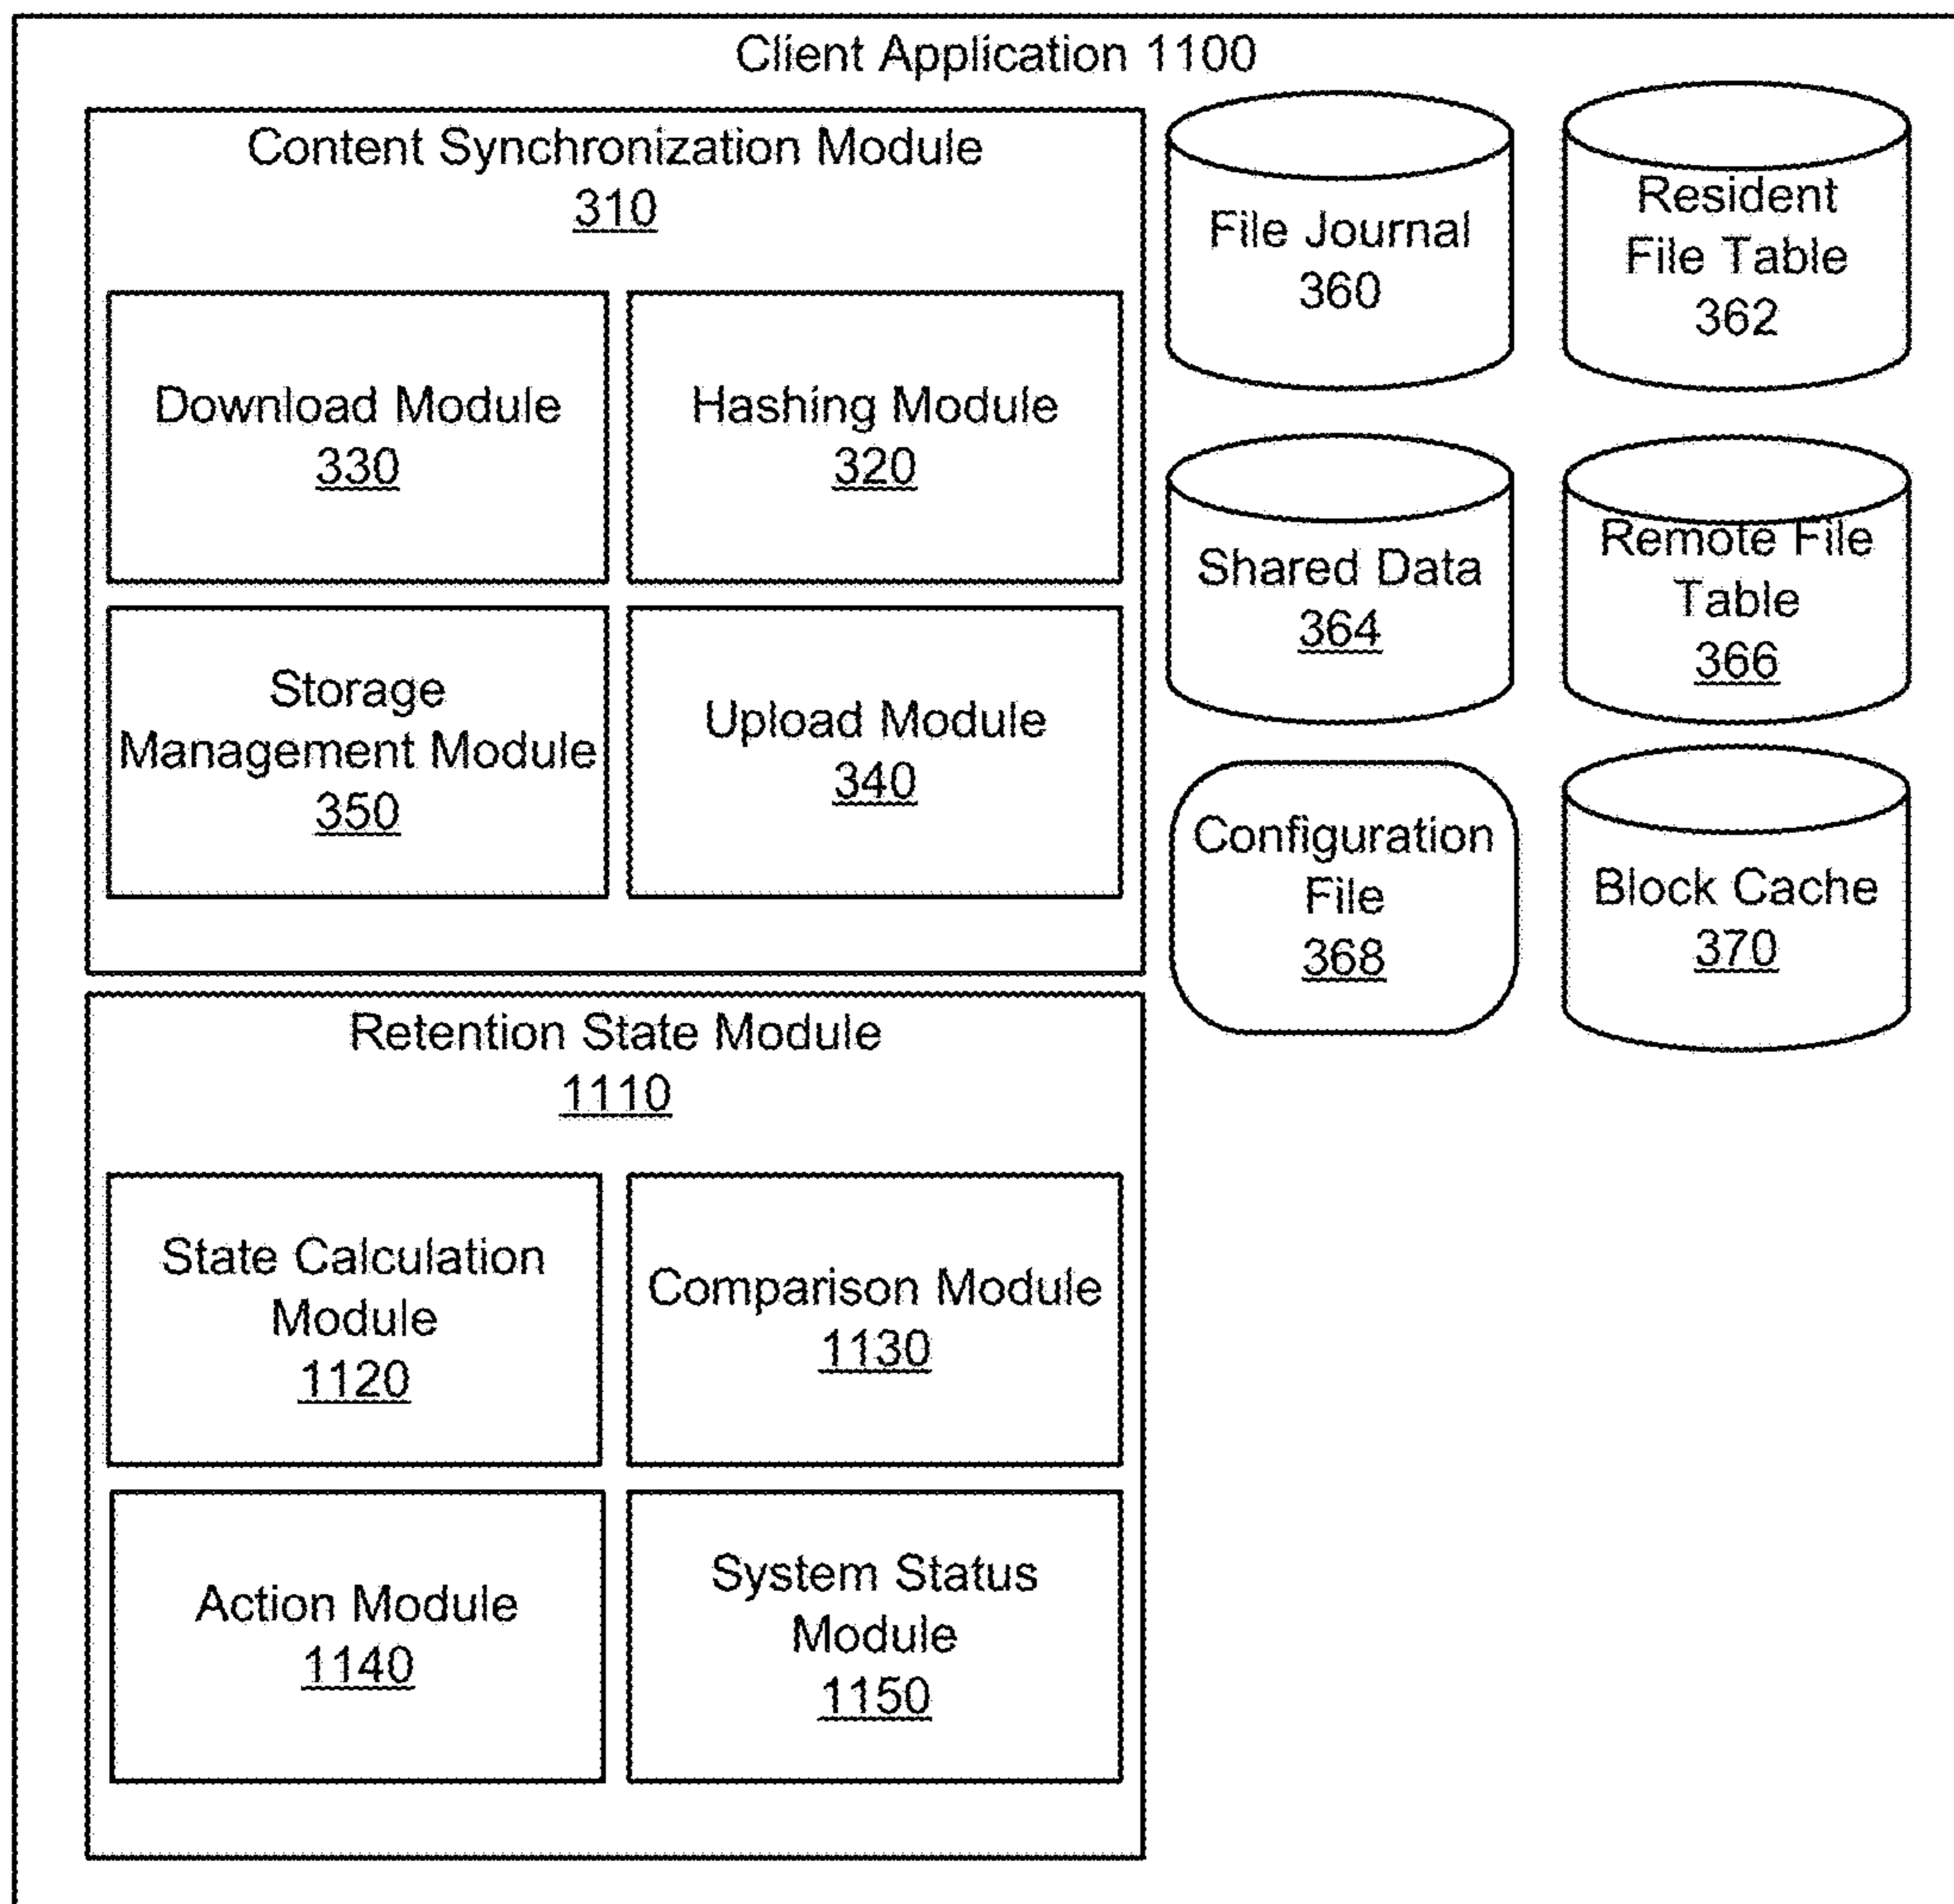 Client Application 1100
Content Synchronization Module
310
Download Module
330
Hashing Module
320
Storage
Management Module
350
Upload Module
340
File Journal
360
Resident
File Table
362
Shared Data
364
Remote File
Table
366
Configuration
File
368
Block Cache
370
Retention State Module
1110
State Calculation
Module
1120
Comparison Module
1130
Action Module
1140
System Status
Module
1150